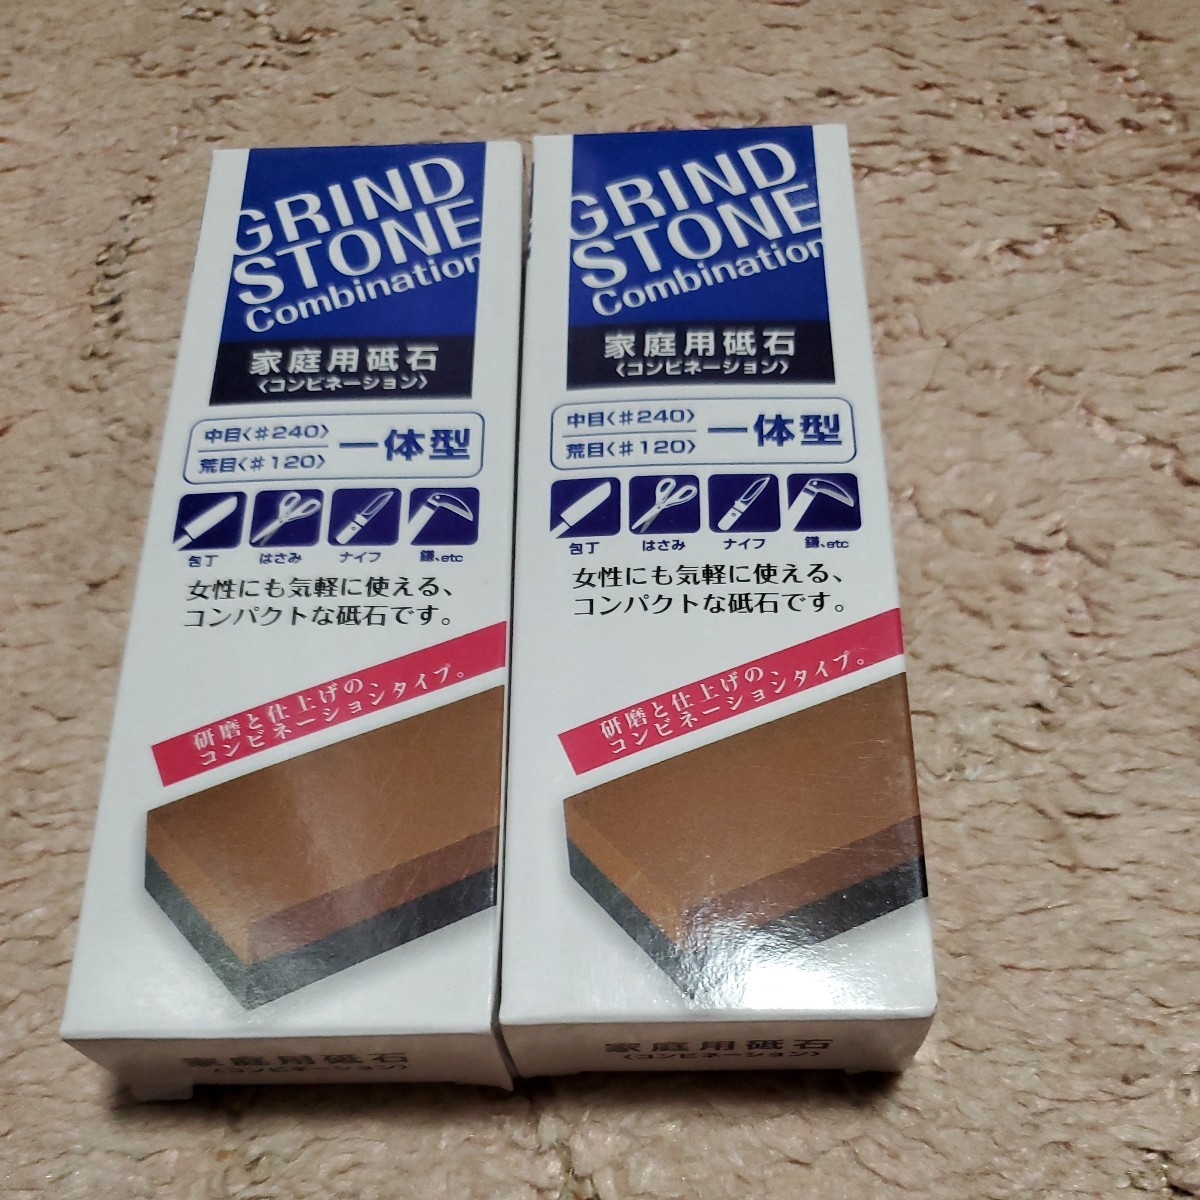 GRIND
STONE
Combination
家庭用砥石
〈コンビネーション〉
中目〈♯240〉
荒目〈♯120〉
一体型
包丁
はさみ
ナイフ
鎌、etc
女性にも気軽に使える、
コンパクトな砥石です。
研磨と仕上げの
コンビネーションタイプ。
家庭用砥石
〈コンビネーション〉
GRIND
STONE
Combination
家庭用砥石
〈コンビネーション〉
中目〈♯240〉
荒目〈♯120〉
一体型
包丁
はさみ
ナイフ
鎌、etc
女性にも気軽に使える、
コンパクトな砥石です。
研磨と仕上げの
コンビネーションタイプ。
家庭用砥石
〈コンビネーション〉